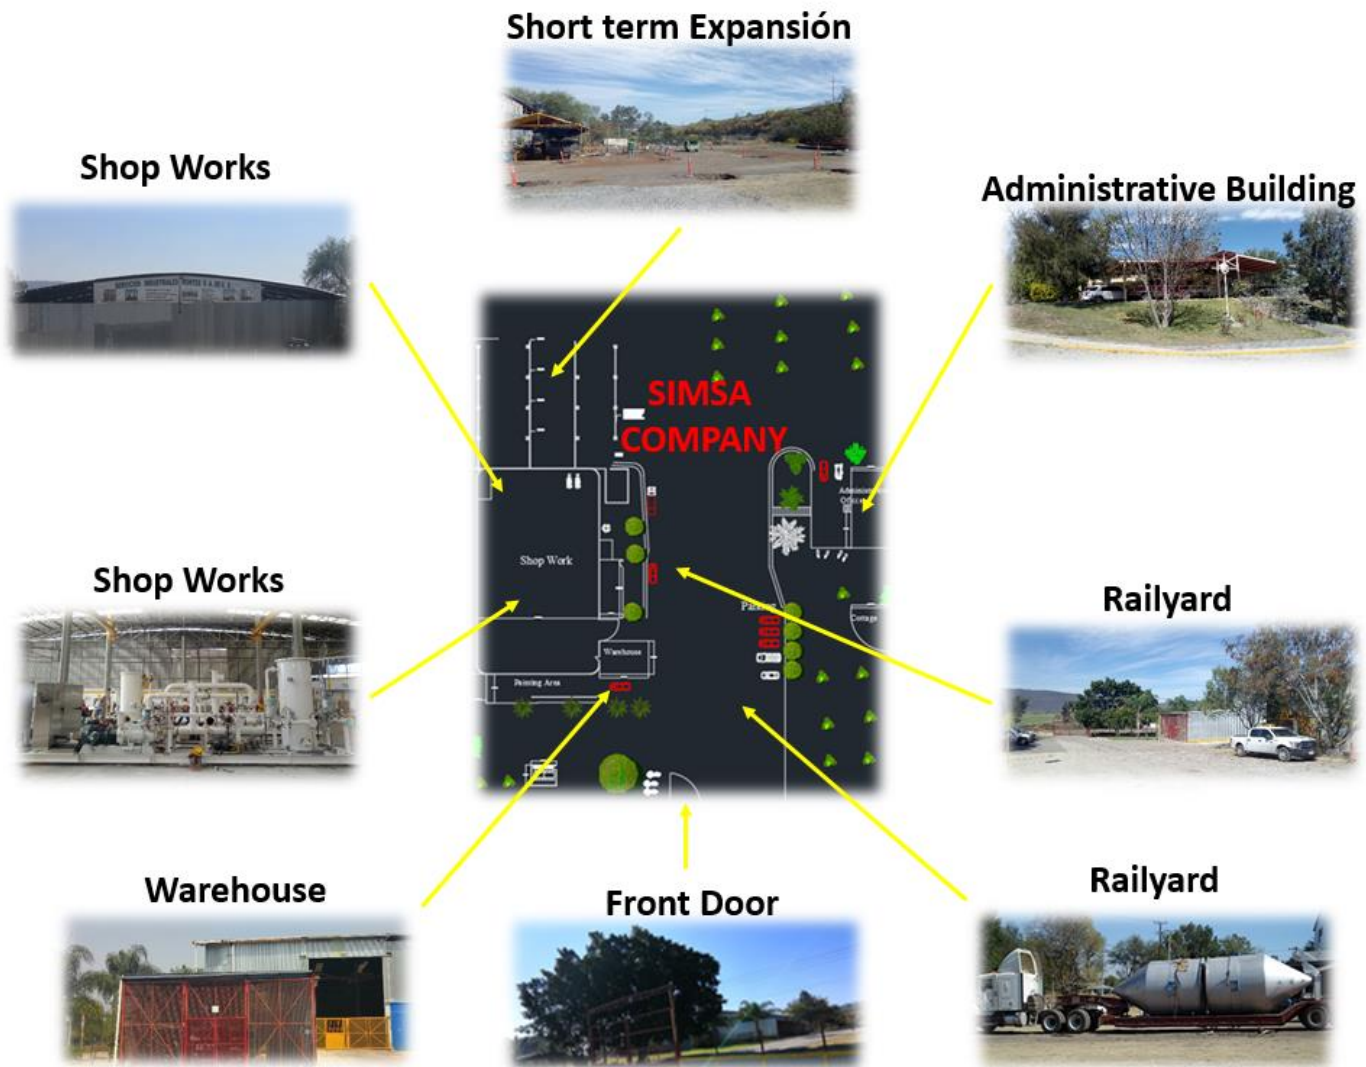 Short term Expansión
Shop Works
Administrative Building
SIMSA
COMPANY
Shop Work
Warehouse
Painting Area
Cottage
Shop Works
Railyard
Warehouse
Front Door
Railyard